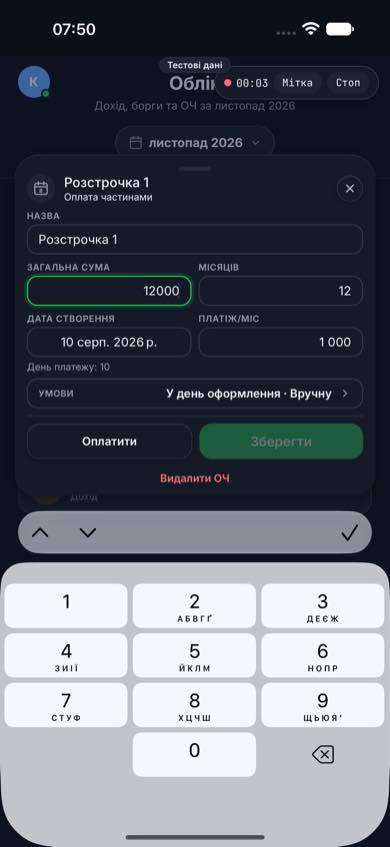 07:50
Тестові дані
К
Облік
00:03 Мітка Стоп
Дохід, борги та ОЧ за листопад 2026
листопад 2026
Розстрочка 1
Оплата частинами
НАЗВА
Розстрочка 1
ЗАГАЛЬНА СУМА МІСЯЦІВ
12000 12
ДАТА СТВОРЕННЯ ПЛАТІЖ/МІС
10 серп. 2026 р. 1 000
День платежу: 10
УМОВИ У день оформлення · Вручну
Оплатити Зберегти
Видалити ОЧ
Дохід
1 2 3
АБВГҐ ДЕЄЖ
4 5 6
ЗИІЇ ЙКЛМ НОПР
7 8 9
СТУФ ХЦЧШ ЩЬЮЯ'
0